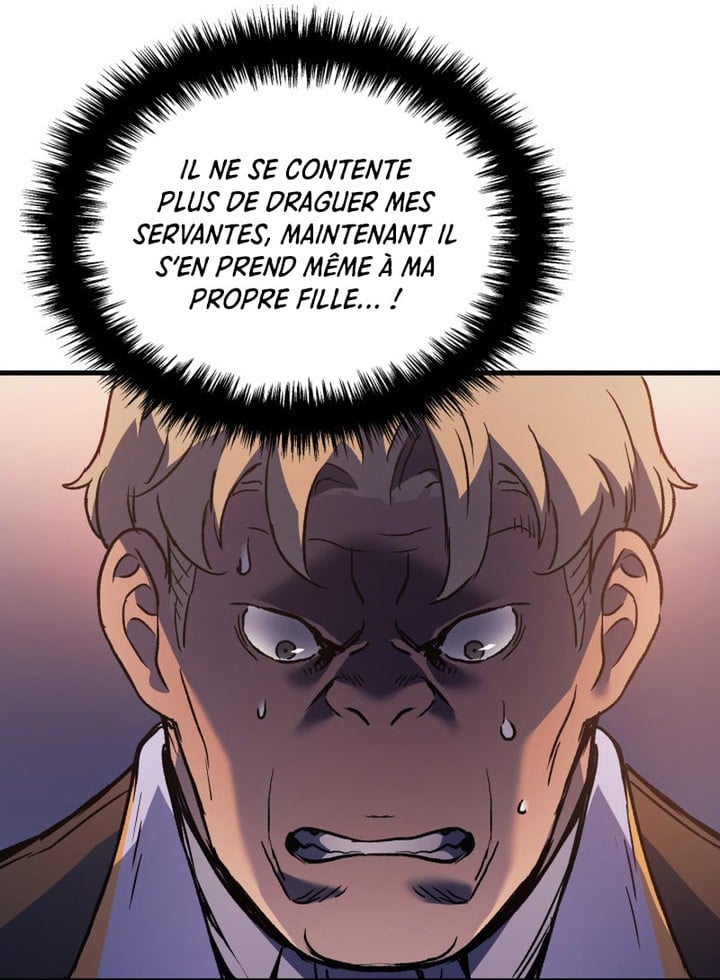 IL NE SE CONTENTE
PLUS DE DRAGUER MES
SERVANTES, MAINTENANT IL
S'EN PREND MÊME À MA
PROPRE FILLE... !